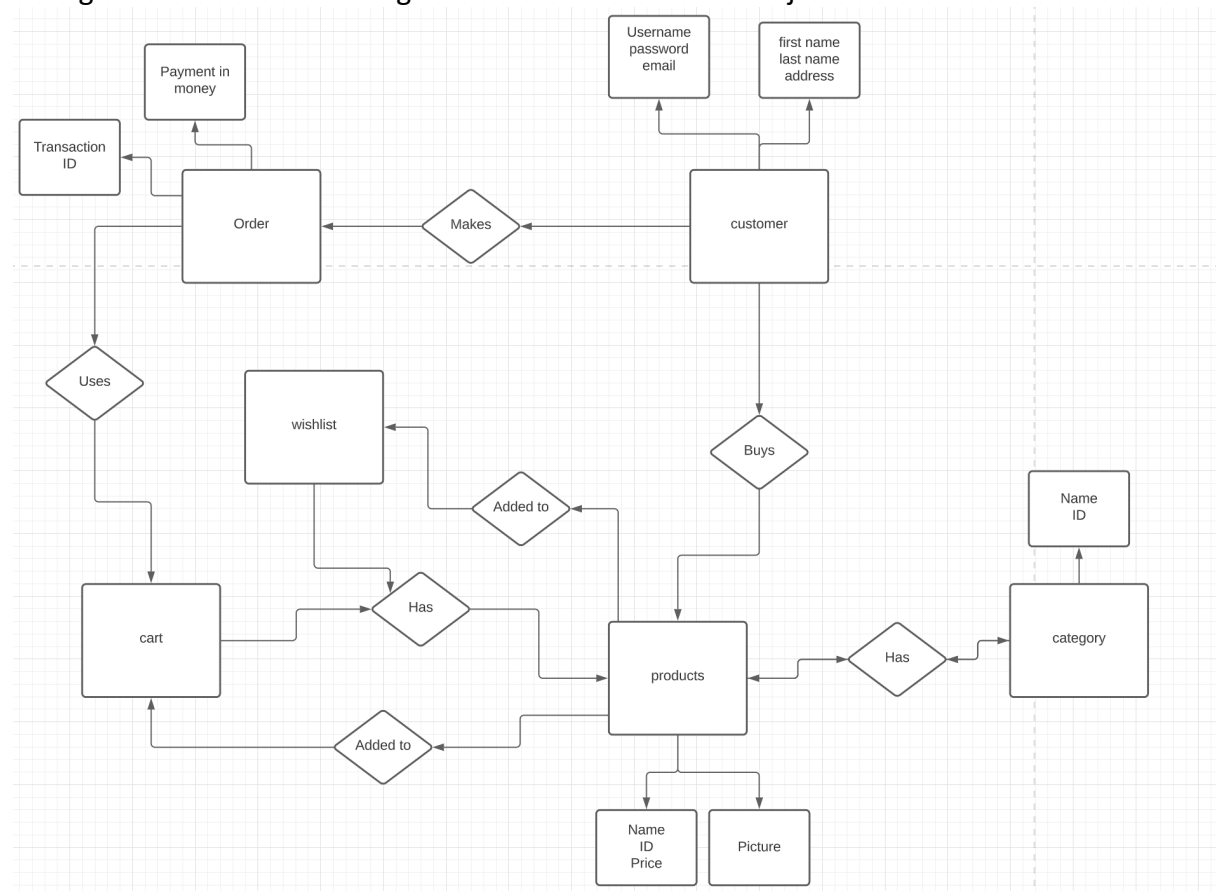 Username
password
email
first name
last name
address
Payment in
money
Transaction
ID
Order
Makes
customer
Uses
wishlist
Buys
Added to
Name
ID
Has
cart
Has
category
products
Added to
Name
ID
Price
Picture